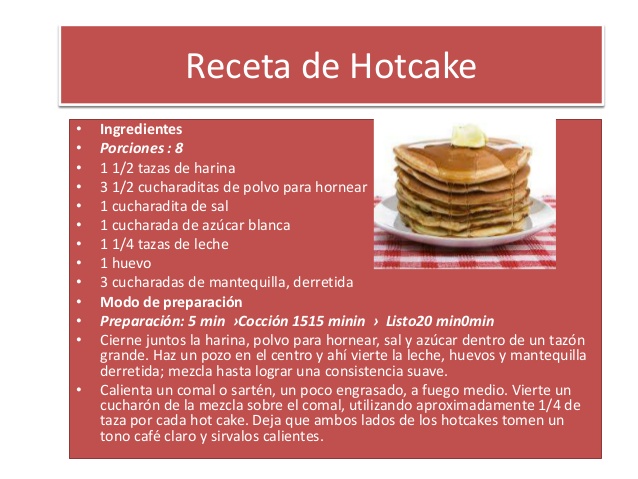 Receta de Hotcake
• Ingredientes
• Porciones : 8
• 1 1/2 tazas de harina
• 3 1/2 cucharaditas de polvo para hornear
• 1 cucharadita de sal
• 1 cucharada de azúcar blanca
• 1 1/4 tazas de leche
• 1 huevo
• 3 cucharadas de mantequilla, derretida
• Modo de preparación
• Preparación: 5 min ›Cocción 1515 minin › Listo20 min0min
• Cierne juntos la harina, polvo para hornear, sal y azúcar dentro de un tazón
grande. Haz un pozo en el centro y ahí vierte la leche, huevos y mantequilla
derretida; mezcla hasta lograr una consistencia suave.
• Calienta un comal o sartén, un poco engrasado, a fuego medio. Vierte un
cucharón de la mezcla sobre el comal, utilizando aproximadamente 1/4 de
taza por cada hot cake. Deja que ambos lados de los hotcakes tomen un
tono café claro y sirvalos calientes.